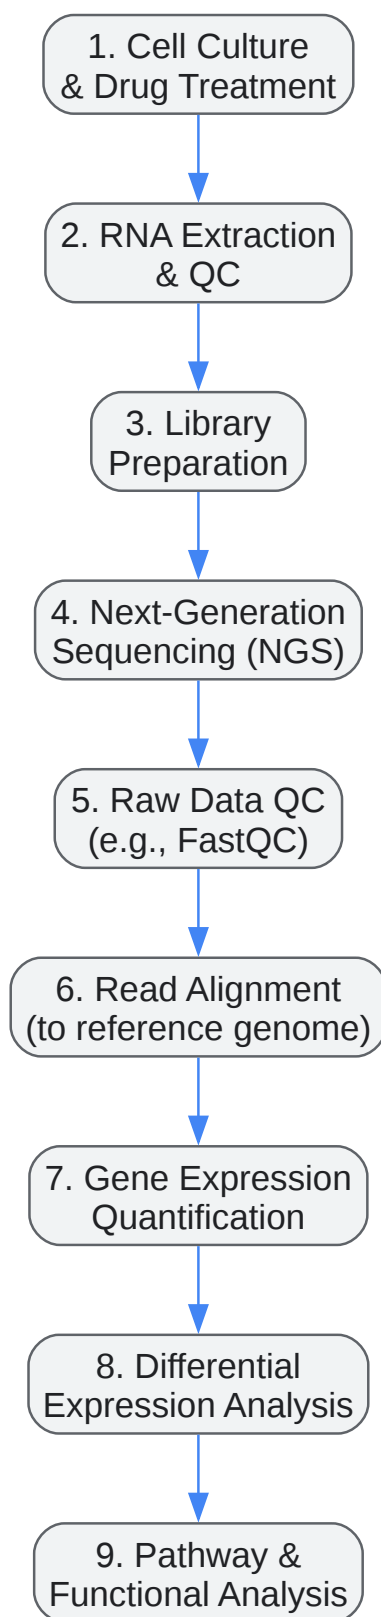 1. Cell Culture
& Drug Treatment
2. RNA Extraction
& QC
3. Library
Preparation
4. Next-Generation
Sequencing (NGS)
5. Raw Data QC
(e.g., FastQC)
6. Read Alignment
(to reference genome)
7. Gene Expression
Quantification
8. Differential
Expression Analysis
9. Pathway &
Functional Analysis